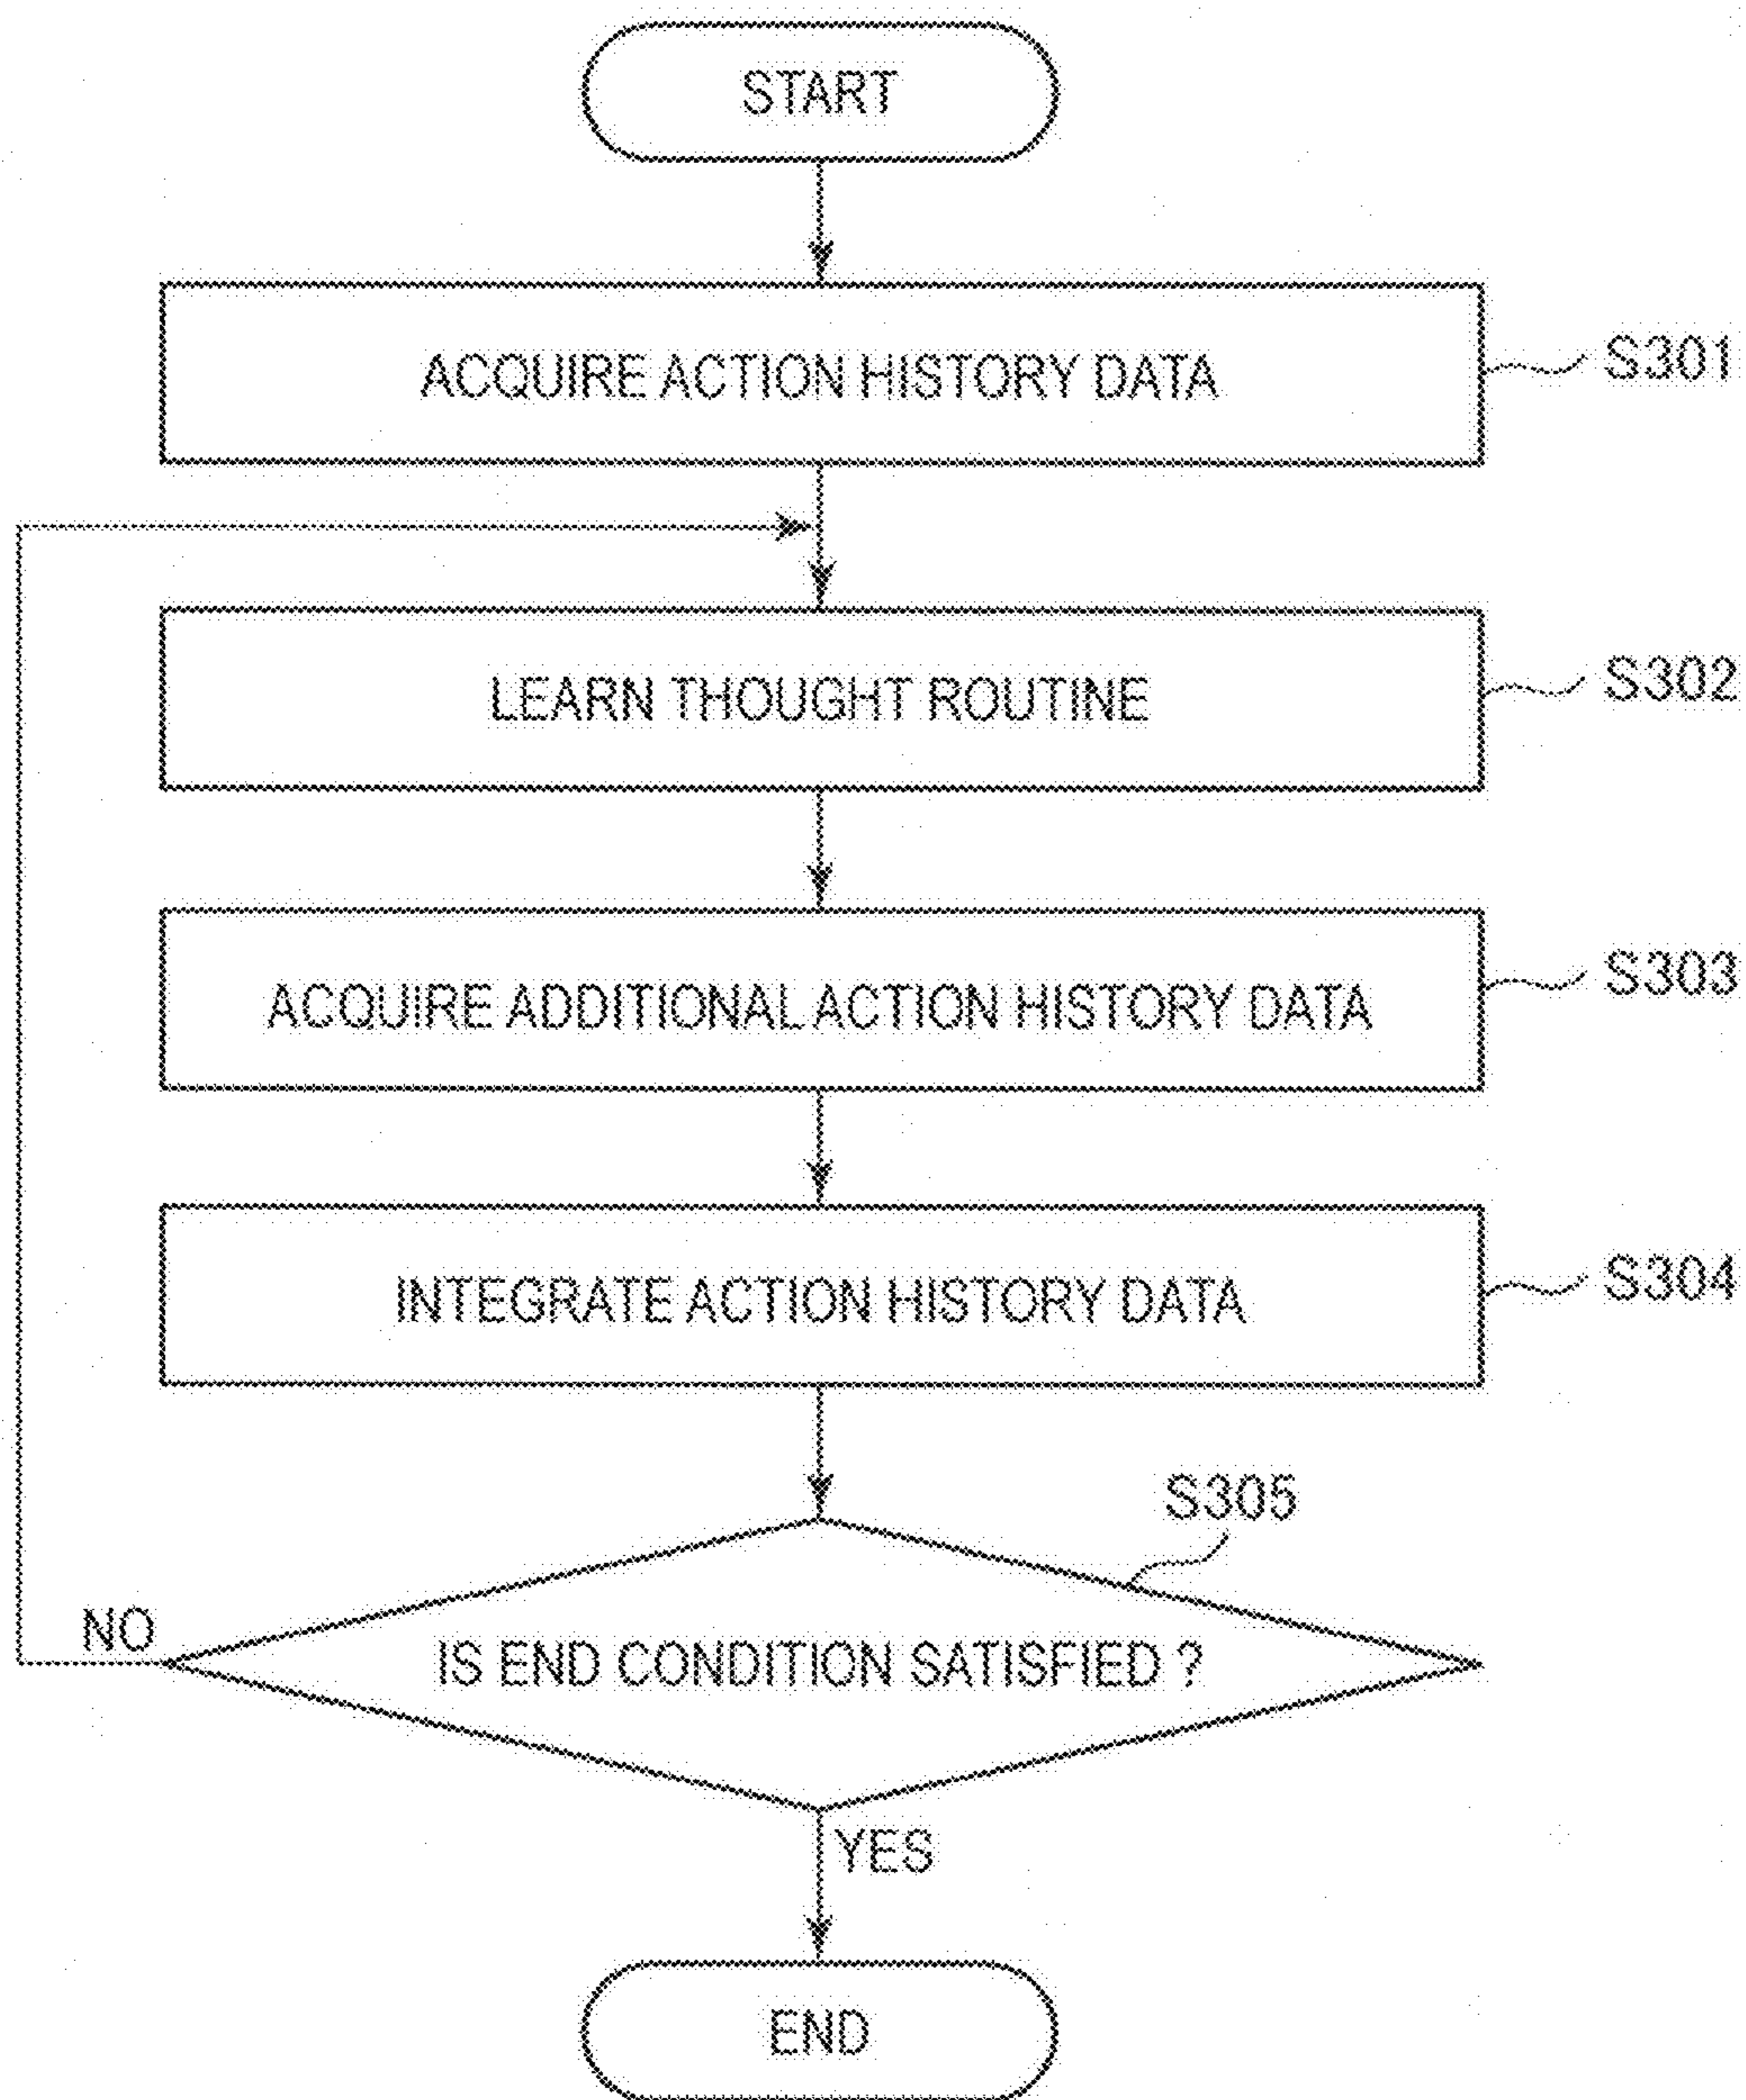 START
ACQUIRE ACTION HISTORY DATA
S301
LEARN THOUGHT ROUTINE
S302
ACQUIRE ADDITIONAL ACTION HISTORY DATA
S303
INTEGRATE ACTION HISTORY DATA
S304
S305
NO
IS END CONDITION SATISFIED ?
YES
END